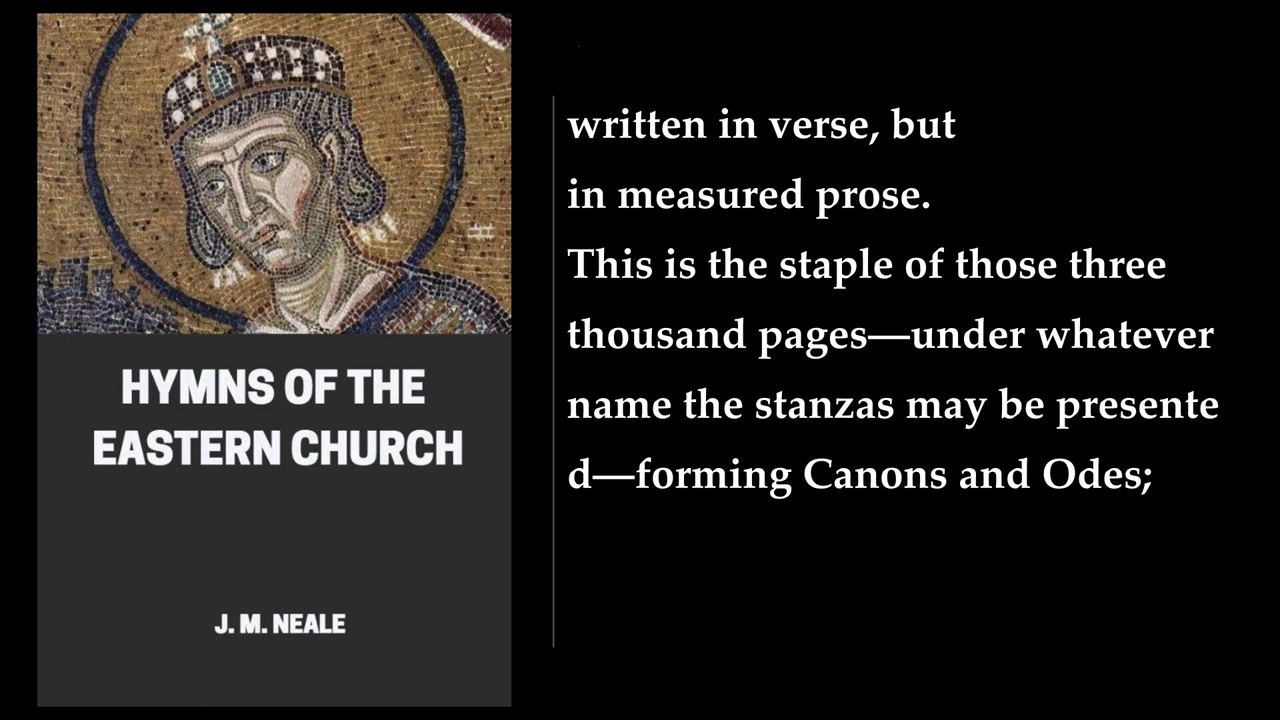 HYMNS OF THE
EASTERN CHURCH
J. M. NEALE
written in verse, but
in measured prose.
This is the staple of those three
thousand pages—under whatever
name the stanzas may be presente
d—forming Canons and Odes;